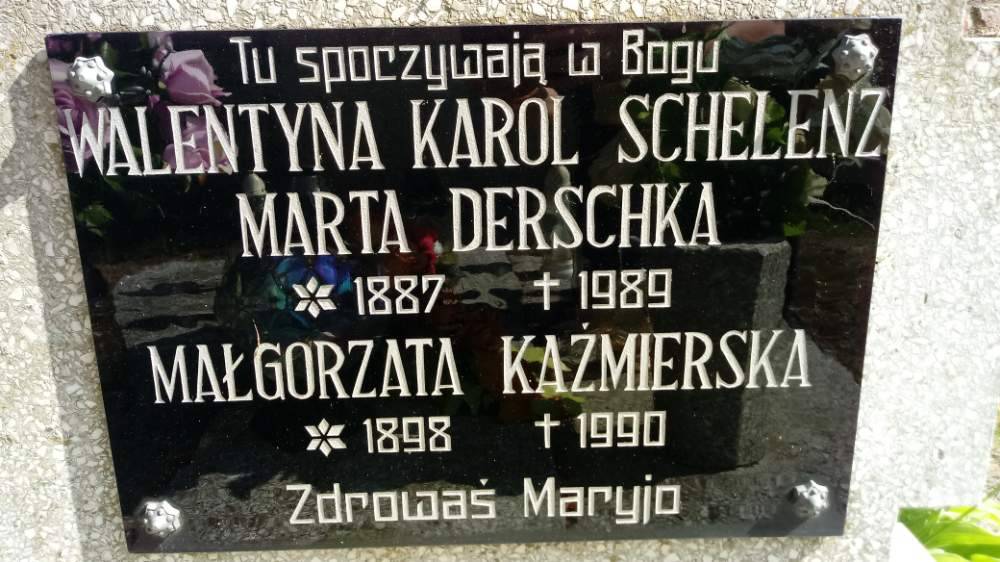 Tu spoczywają w Bogu
WALENTYNA KAROL SCHELENZ
MARTA DERSCHKA
* 1887 † 1989
MAŁGORZATA KAŹMIERSKA
* 1898 † 1990
Zdrowaś Maryjo